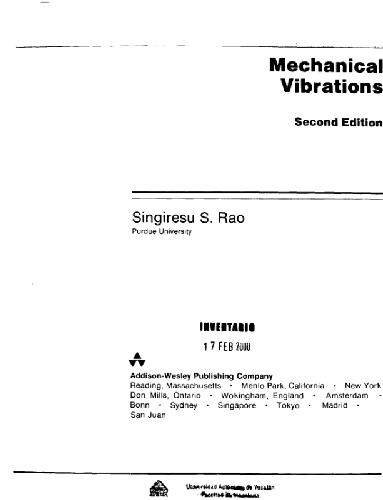 Mechanical
Vibrations
Second Edition
Singiresu S. Rao
Purdue University
INVENTARIO
17 FEB 2000
Addison-Wesley Publishing Company
Reading, Massachusetts · Menlo Park, California · New York
Don Mills, Ontario · Wokingham, England · Amsterdam ·
Bonn · Sydney · Singapore · Tokyo · Madrid ·
San Juan
Universidad Autónoma de Yucatán
Facultad de Ingeniería